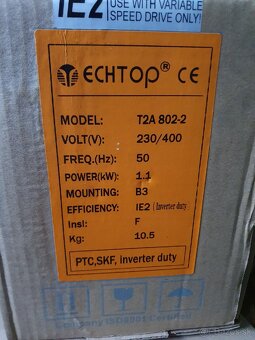 IE2 USE WITH VARIABLE
SPEED DRIVE ONLY!
TECHTOP® CE
MODEL: T2A 802-2
VOLT(V): 230/400
FREQ.(Hz): 50
POWER(kW): 1.1
MOUNTING: B3
EFFICIENCY: IE2 Inverter duty
Insl: F
Kg: 10.5
PTC,SKF, inverter duty
Company ISO9001 Certified